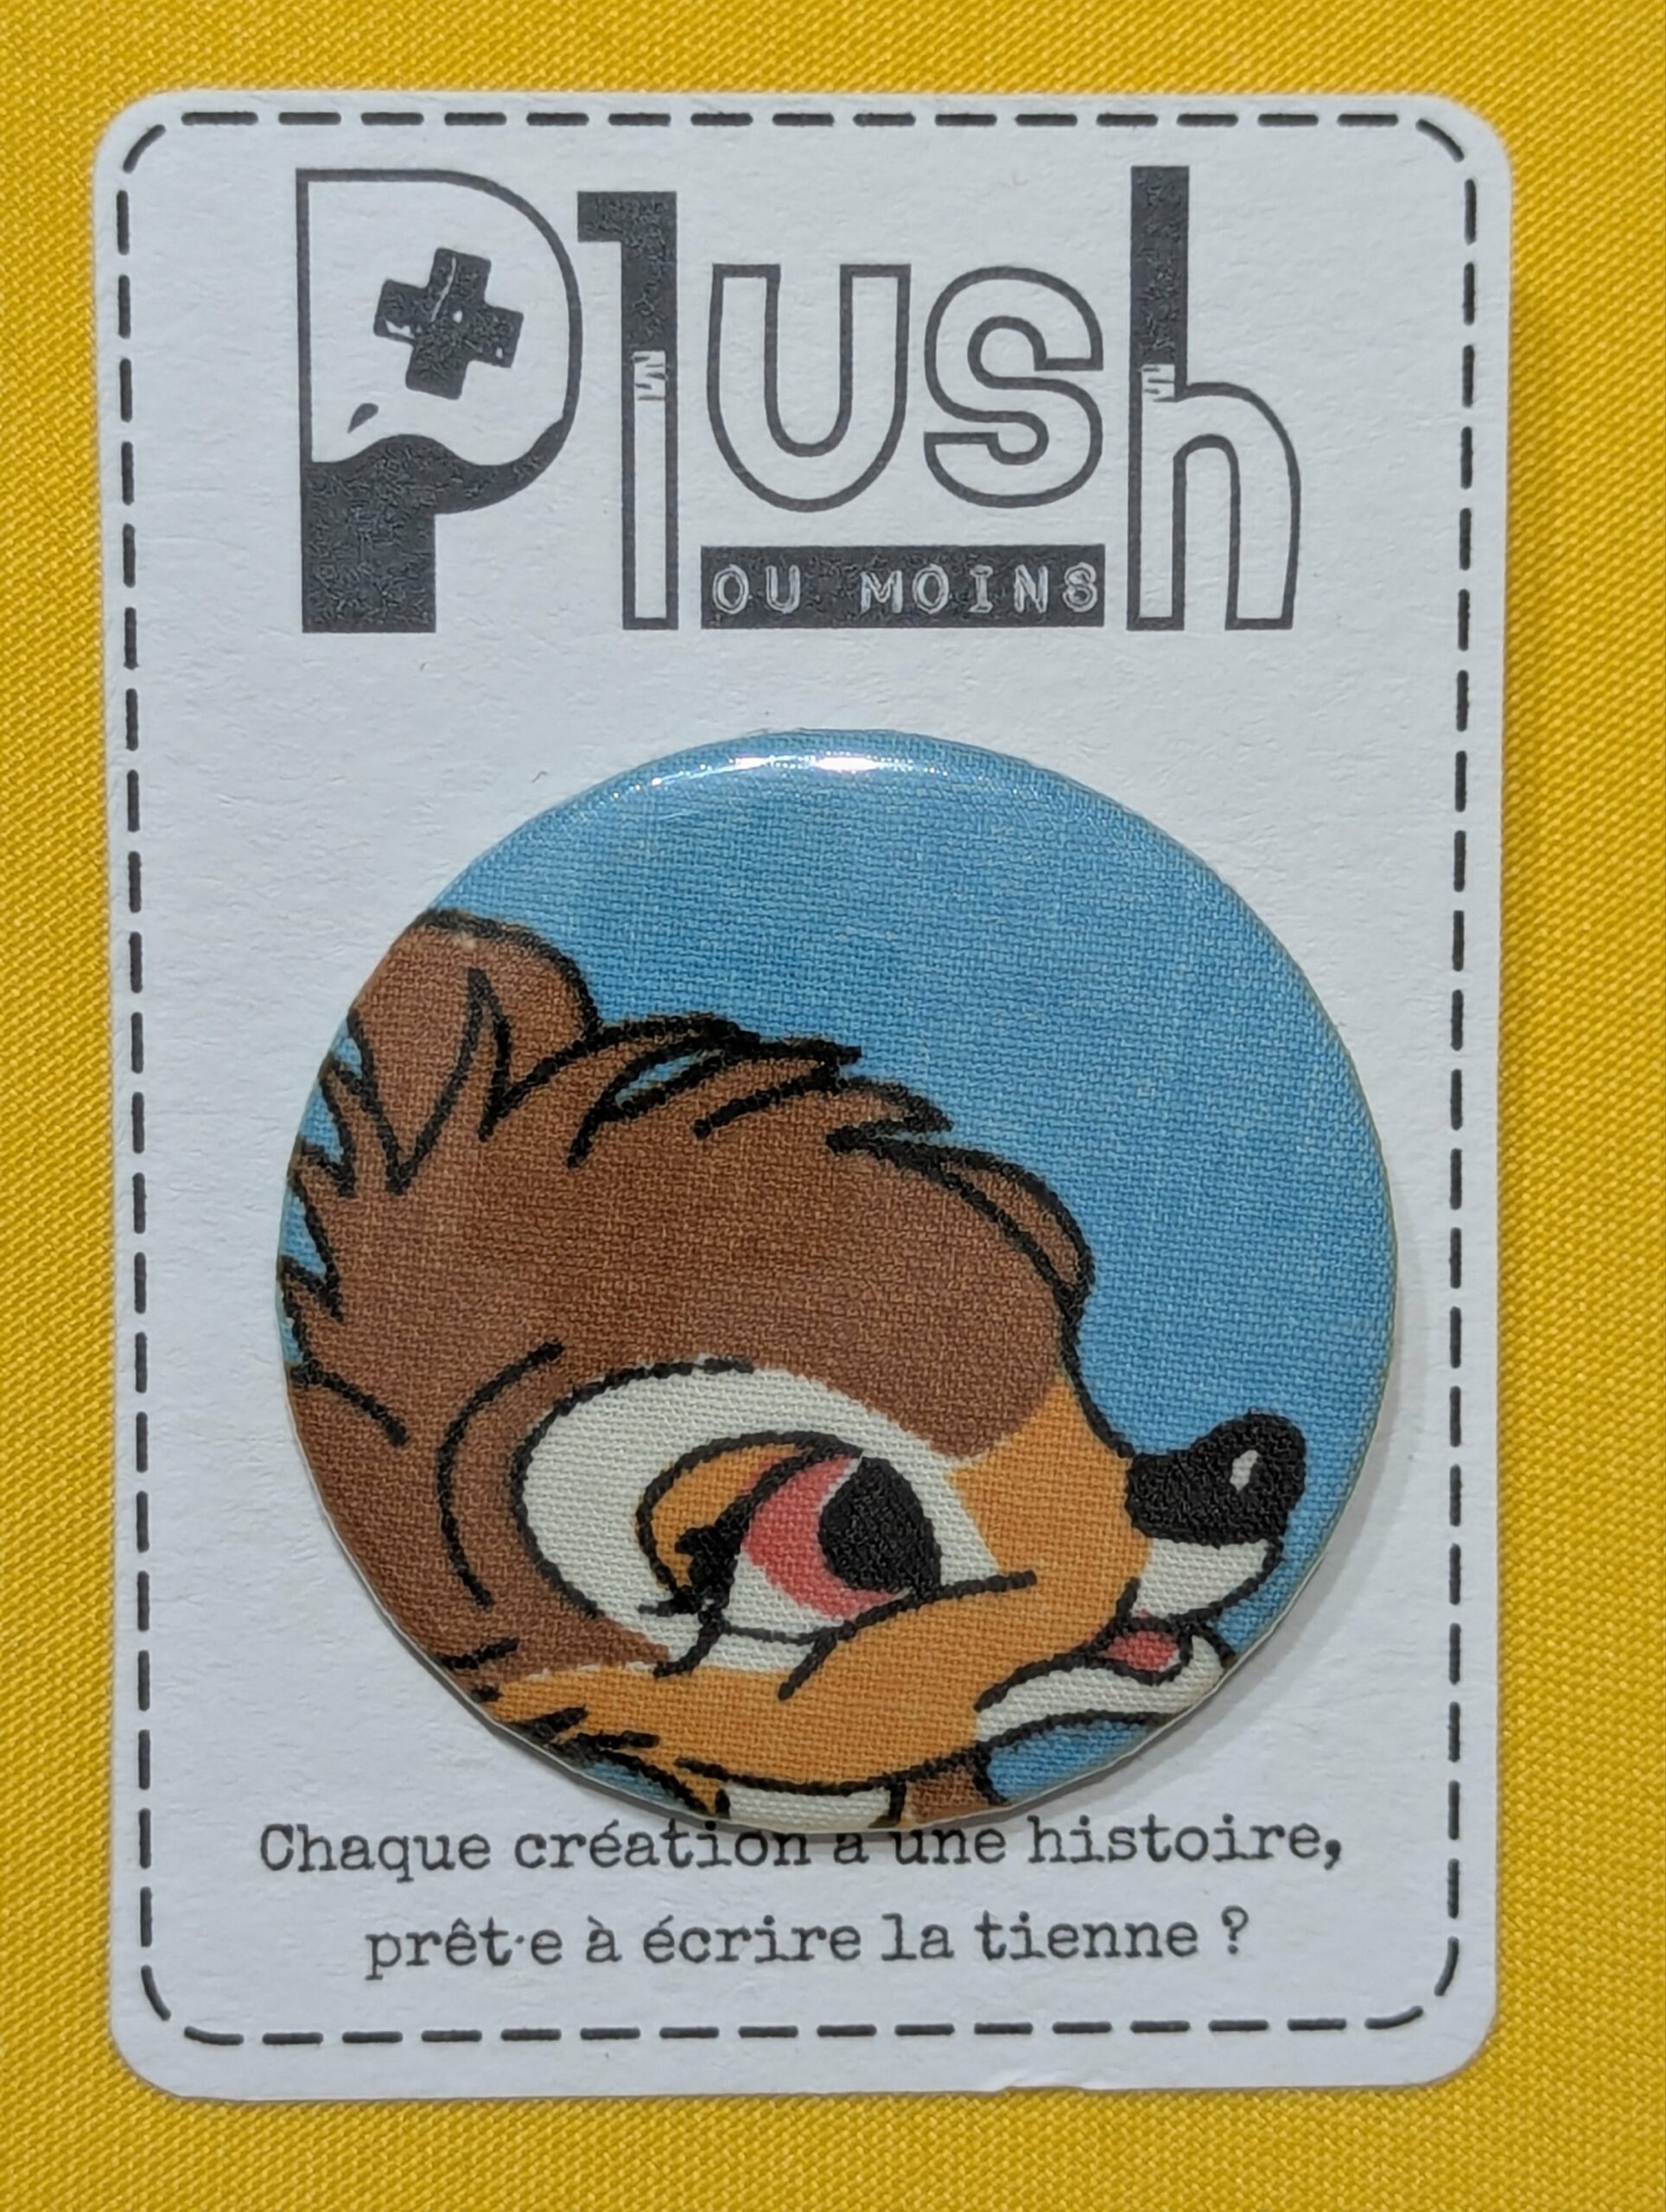 Plush
OU MOINS
Chaque création a une histoire,
prêt·e à écrire la tienne ?